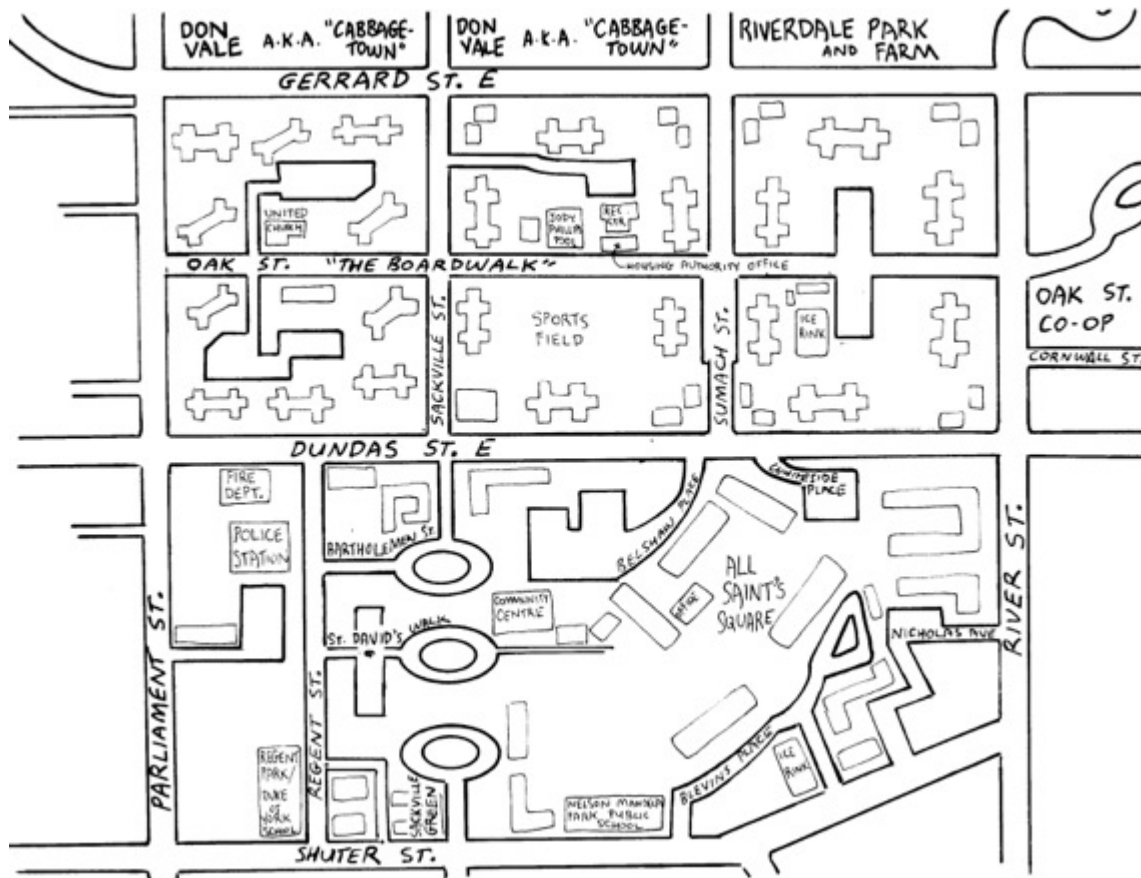 DON
VALE A.K.A. "CABBAGE-
TOWN"
DON
VALE A.K.A. "CABBAGE-
TOWN"
RIVERDALE PARK
AND FARM
GERRARD ST. E
UNITED
CHURCH
JODY
PHILLIPS
POOL
REC.
CTR.
OAK ST. "THE BOARDWALK"
HOUSING AUTHORITY OFFICE
SACKVILLE ST.
SPORTS
FIELD
SUMACH ST.
ICE
RINK
OAK ST.
CO-OP
CORNWALL ST.
DUNDAS ST. E
FIRE
DEPT.
POLICE
STATION
BARTHOLEMEN ST.
BELSHAW PLACE
PLACE
ALL
SAINT'S
SQUARE
OFFICE
COMMUNITY
CENTRE
ST. DAVID'S WALK
NICHOLAS AVE
RIVER ST.
PARLIAMENT ST.
REGENT ST.
REGENT
PARK/
DUKE
OF
YORK
SCHOOL
SACKVILLE
GREEN
NELSON MANDELA
PARK PUBLIC
SCHOOL
BLEVINS PLACE
ICE
RINK
SHUTER ST.